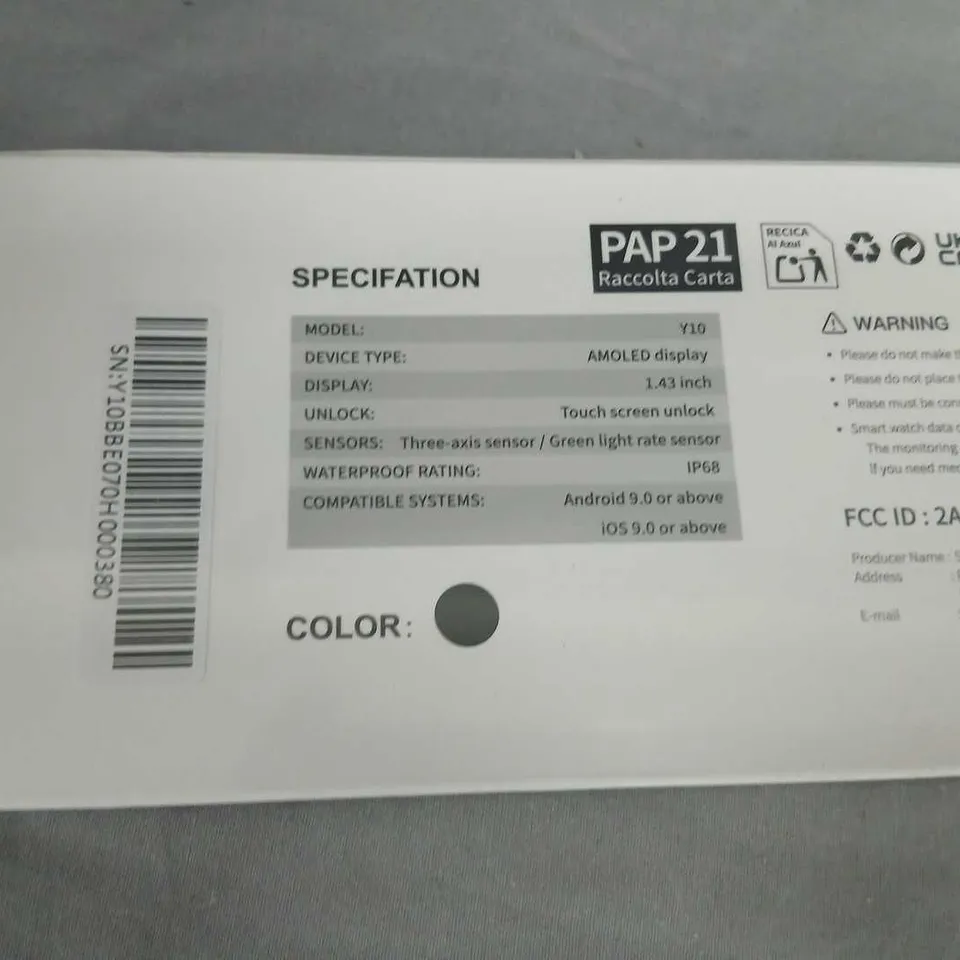 PAP 21
Raccolta Carta
RECICA
Al Azul
UK
SPECIFATION
MODEL: Y10
DEVICE TYPE: AMOLED display
DISPLAY: 1.43 inch
UNLOCK: Touch screen unlock
SENSORS: Three-axis sensor / Green light rate sensor
WATERPROOF RATING: IP68
COMPATIBLE SYSTEMS: Android 9.0 or above
iOS 9.0 or above
COLOR:
SN:Y10BBE070H000380
WARNING
• Please do not make
• Please do not place
• Please must be
• Smart watch data
The monitoring
If you need
FCC ID : 2A
Producer Name :
Address :
E-mail